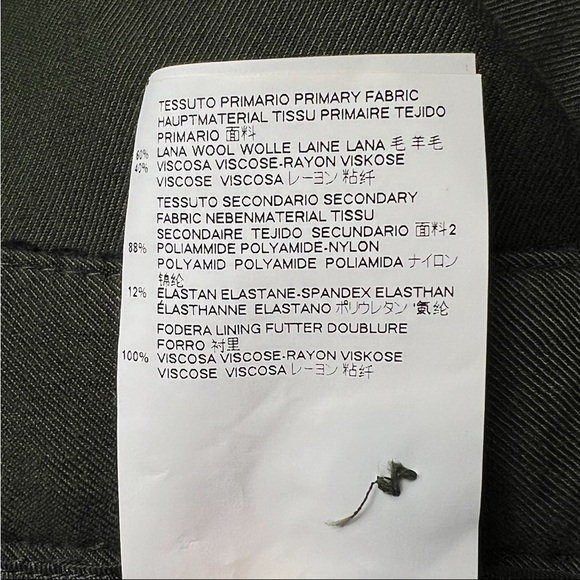 TESSUTO PRIMARIO PRIMARY FABRIC
HAUPTMATERIAL TISSU PRIMAIRE TEJIDO
PRIMARIO 面料
60% LANA WOOL WOLLE LAINE LANA 毛 羊毛
40% VISCOSA VISCOSE-RAYON VISKOSE
VISCOSE VISCOSA レーヨン 粘纤
TESSUTO SECONDARIO SECONDARY
FABRIC NEBENMATERIAL TISSU
SECONDAIRE TEJIDO SECUNDARIO 面料2
88% POLIAMMIDE POLYAMIDE-NYLON
POLYAMID POLYAMIDE POLIAMIDA ナイロン
锦纶
12% ELASTAN ELASTANE-SPANDEX ELASTHAN
ÉLASTHANNE ELASTANO ポリウレタン 氨纶
FODERA LINING FUTTER DOUBLURE
FORRO 衬里
100% VISCOSA VISCOSE-RAYON VISKOSE
VISCOSE VISCOSA レーヨン 粘纤